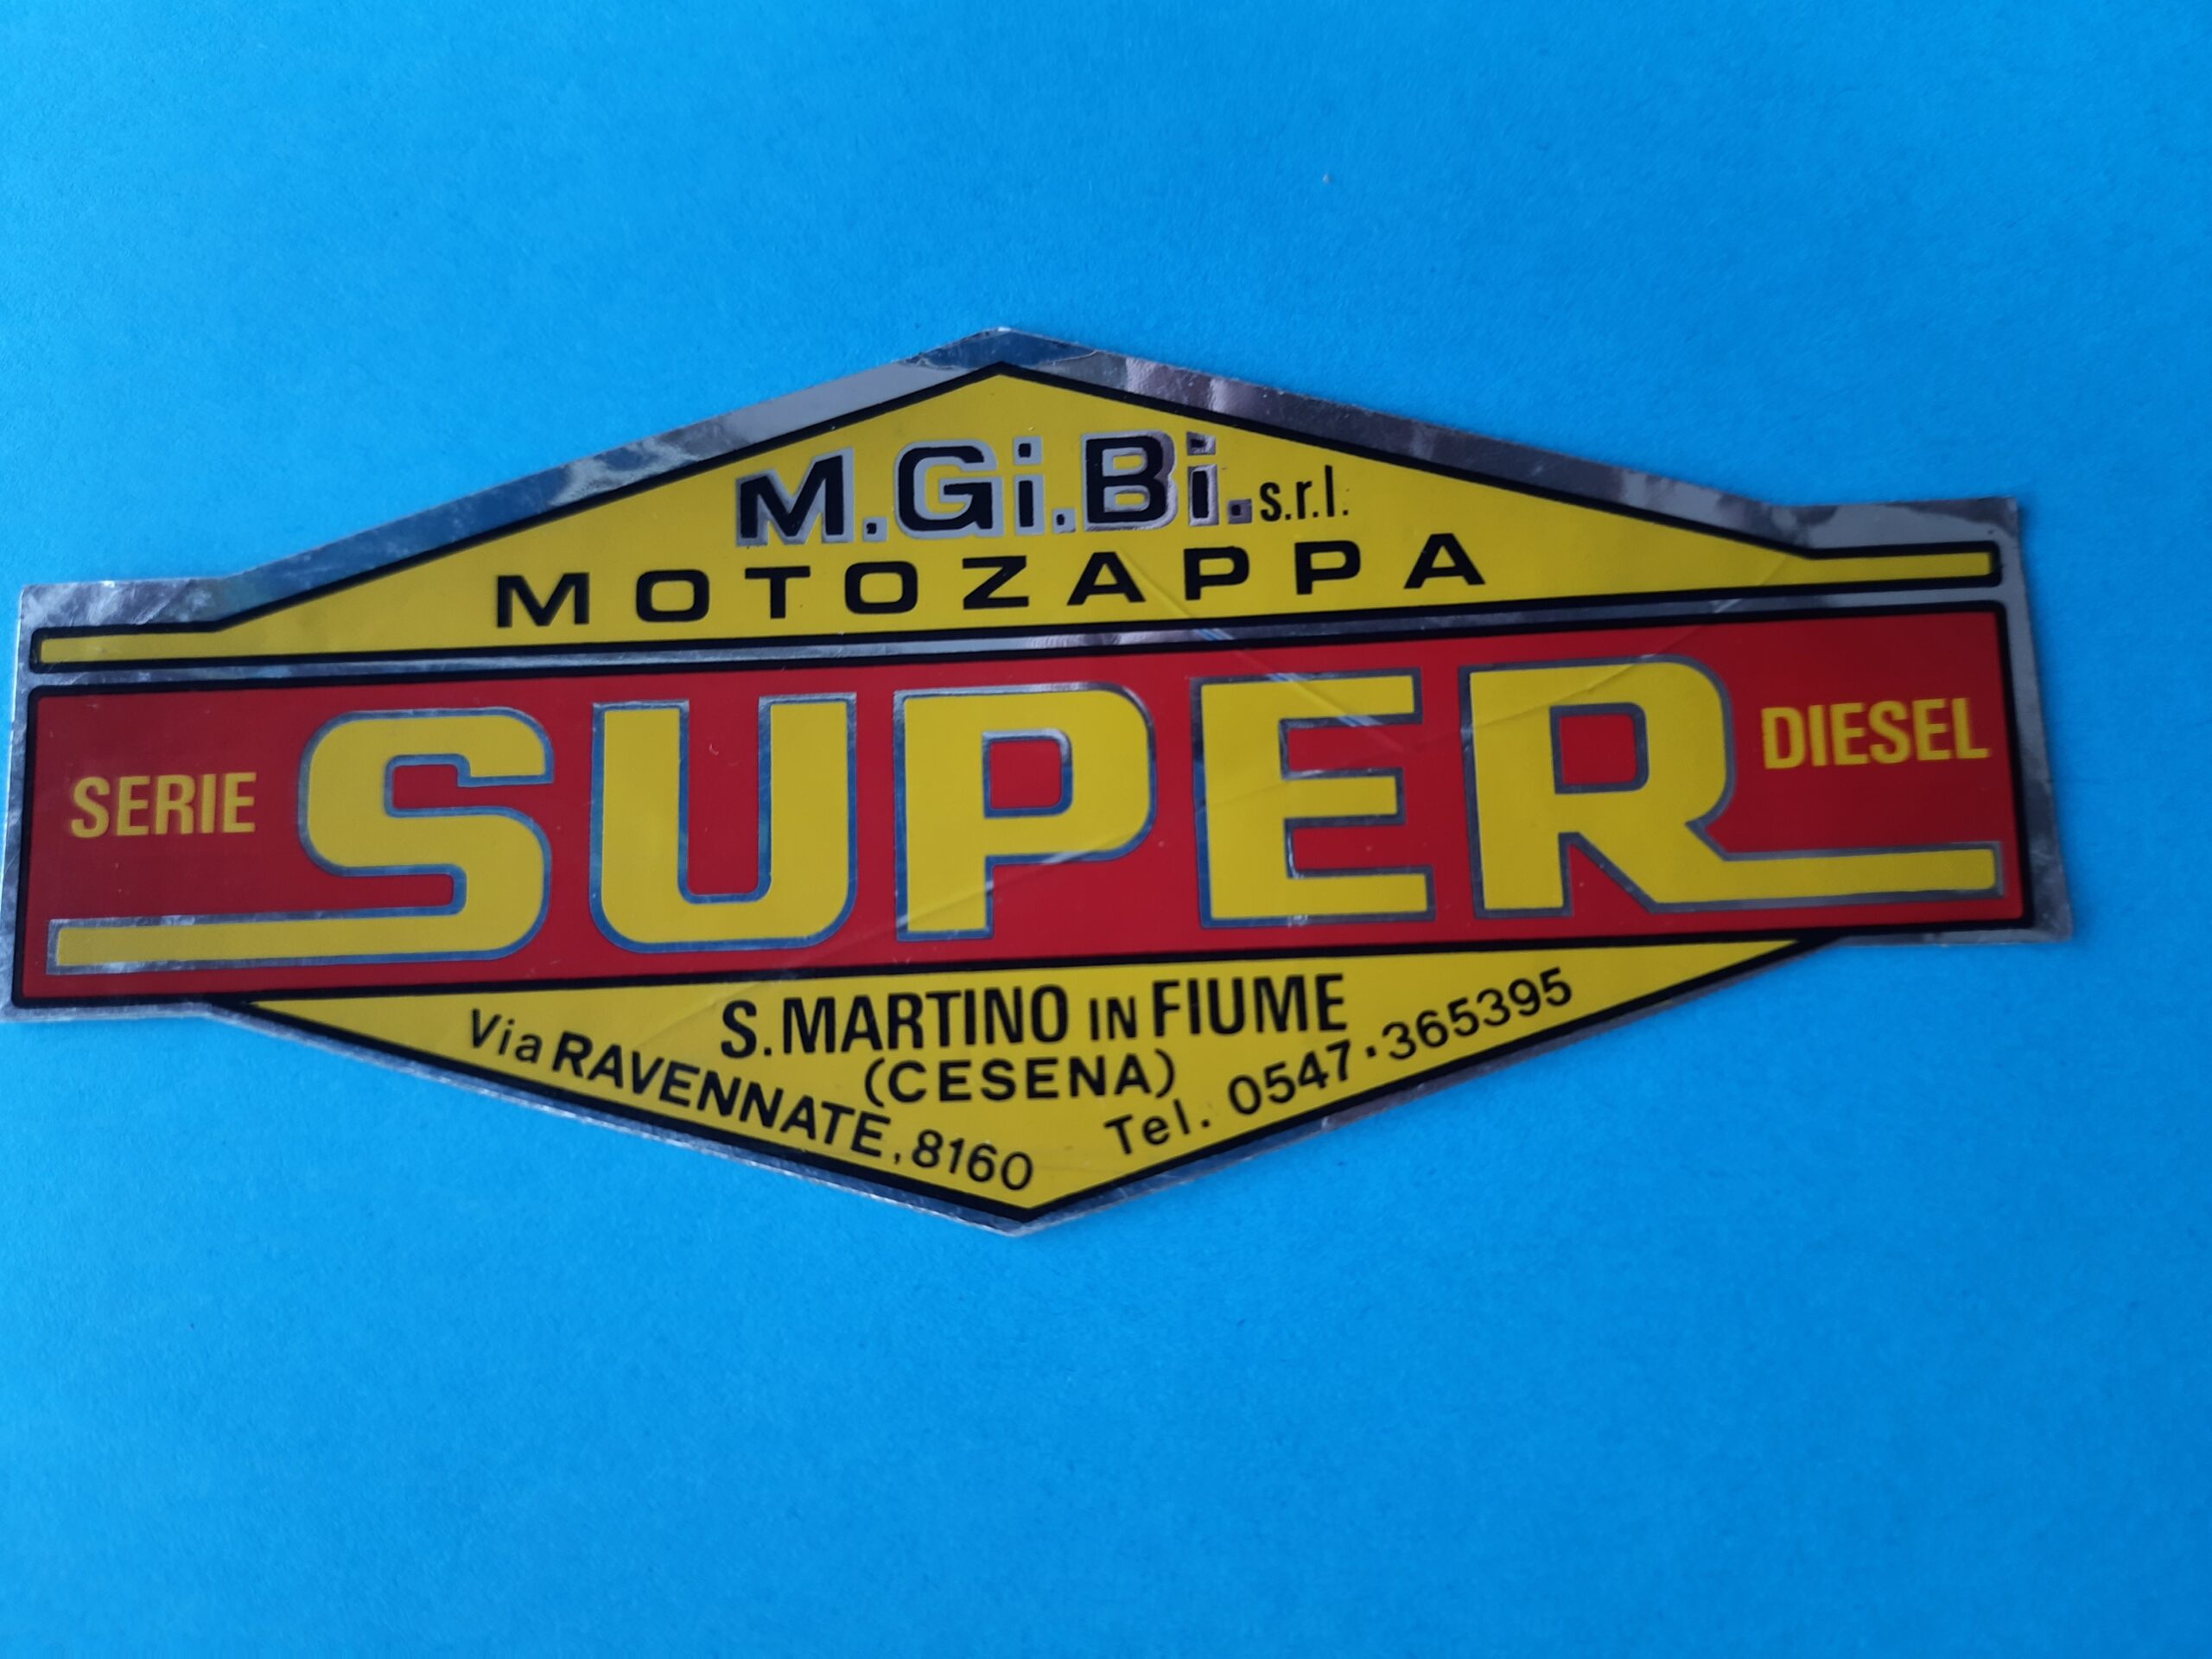 M.Gi.Bi. s.r.l.
MOTOZAPPA
SERIE SUPER DIESEL
S. MARTINO IN FIUME
(CESENA)
Via RAVENNATE, 8160
Tel. 0547·365395